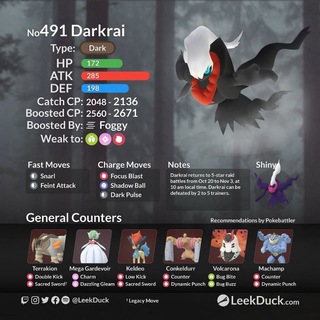 No491 Darkrai
Type: Dark
HP 172
ATK 285
DEF 198
Catch CP: 2048 - 2136
Boosted CP: 2560 - 2671
Boosted By: Foggy
Weak to:
Fast Moves
Snarl
Feint Attack
Charge Moves
Focus Blast
Shadow Ball
Dark Pulse
Notes
Darkrai returns to 5-star raid
battles from Oct 20 to Nov 3, at
10 am local time. Darkrai can be
defeated by 2 to 5 trainers.
Shiny
General Counters
Recommendations by Pokebattler
Terrakion
Double Kick
Sacred Sword¹
Mega Gardevoir
Charm
Dazzling Gleam
Keldeo
Low Kick
Sacred Sword
Conkeldurr
Counter
Dynamic Punch
Volcarona
Bug Bite
Bug Buzz
Machamp
Counter
Dynamic Punch
@LeekDuck
¹ Legacy Move
LeekDuck.com